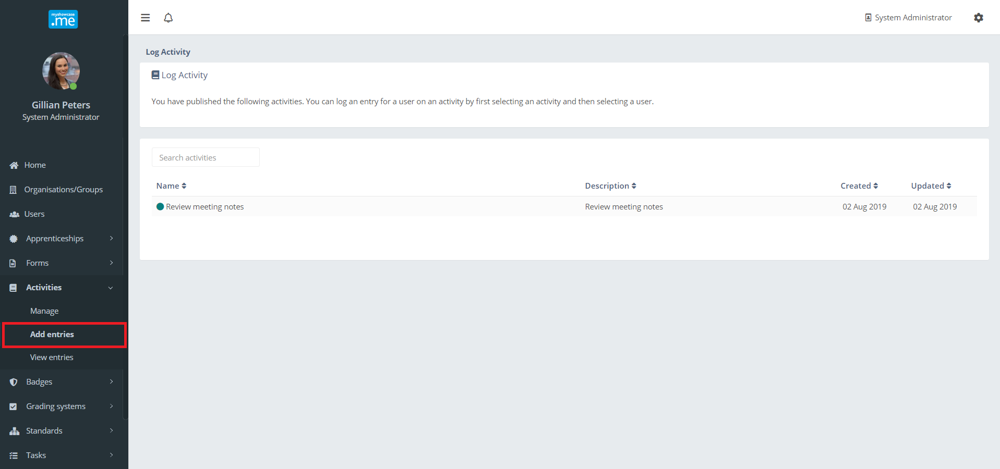 myshowcase
.me
System Administrator
Gillian Peters
System Administrator
Home
Organisations/Groups
Users
Apprenticeships
Forms
Activities
Manage
Add entries
View entries
Badges
Grading systems
Standards
Tasks
Log Activity
Log Activity
You have published the following activities. You can log an entry for a user on an activity by first selecting an activity and then selecting a user.
Search activities
Name Description Created Updated
Review meeting notes Review meeting notes 02 Aug 2019 02 Aug 2019